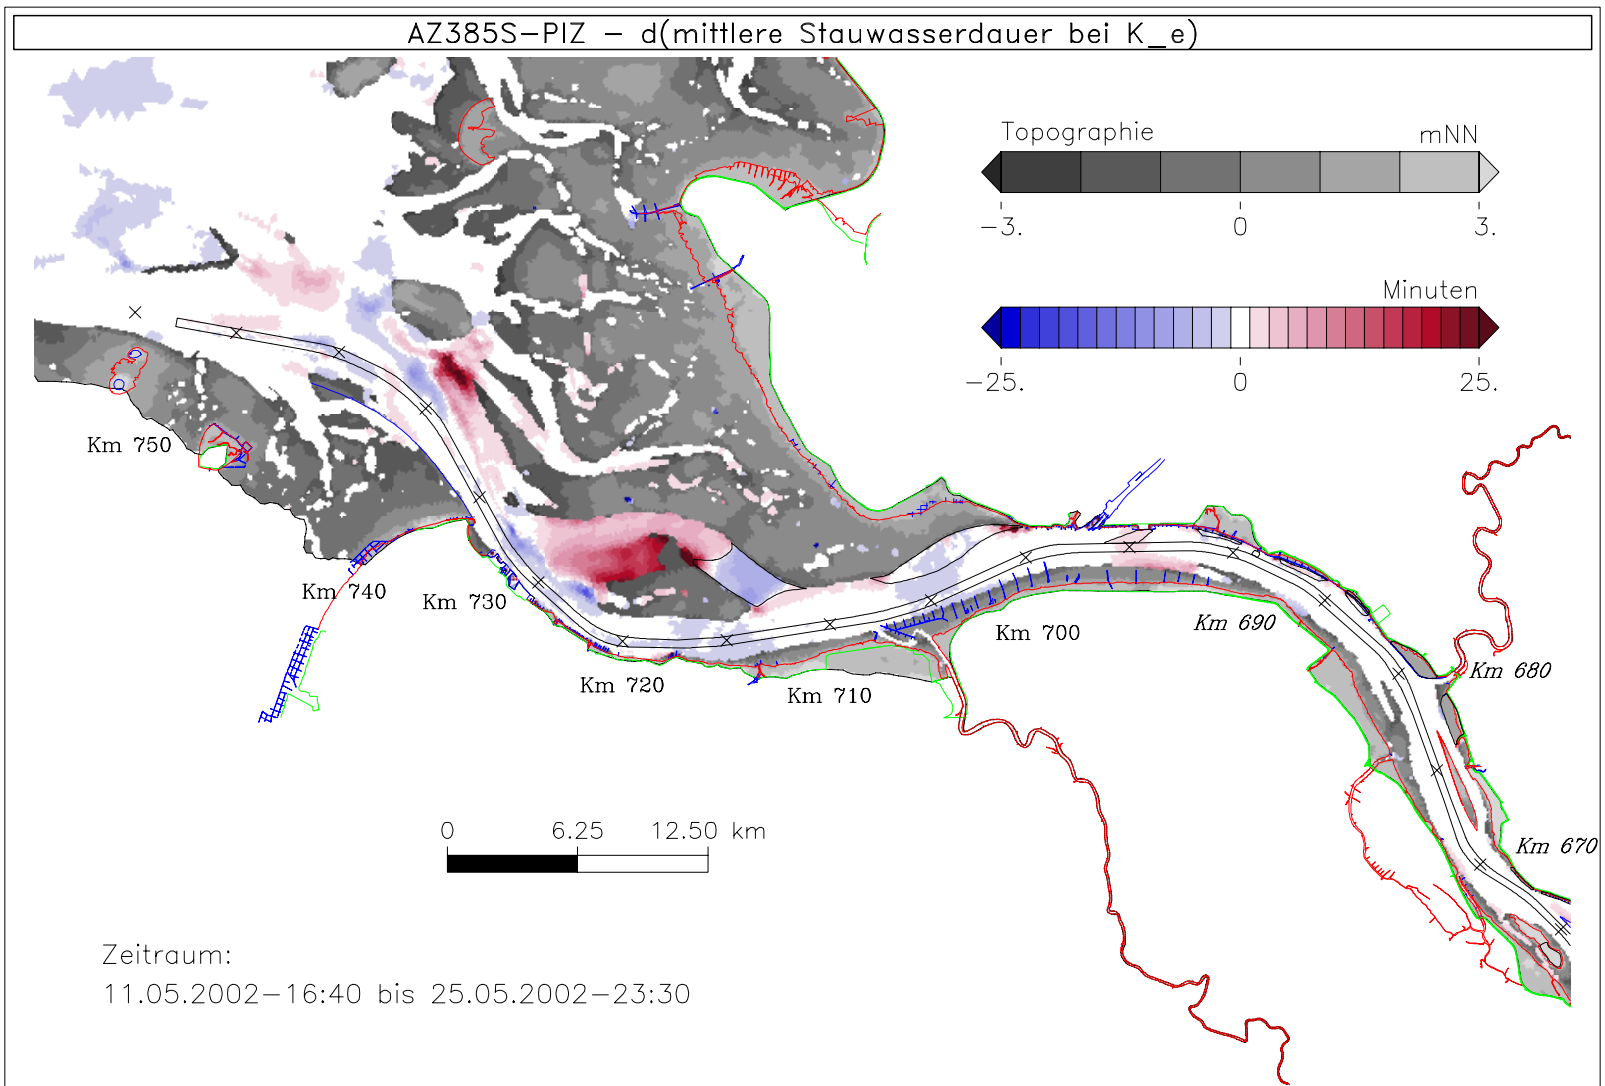 AZ385S-PIZ - d(mittlere Stauwasserdauer bei K_e)
Topographie mNN
-3. 0 3.
Minuten
-25. 0 25.
Km 750
Km 740
Km 730
Km 720
Km 710
Km 700
Km 690
Km 680
Km 670
0 6.25 12.50 km
Zeitraum:
11.05.2002-16:40 bis 25.05.2002-23:30